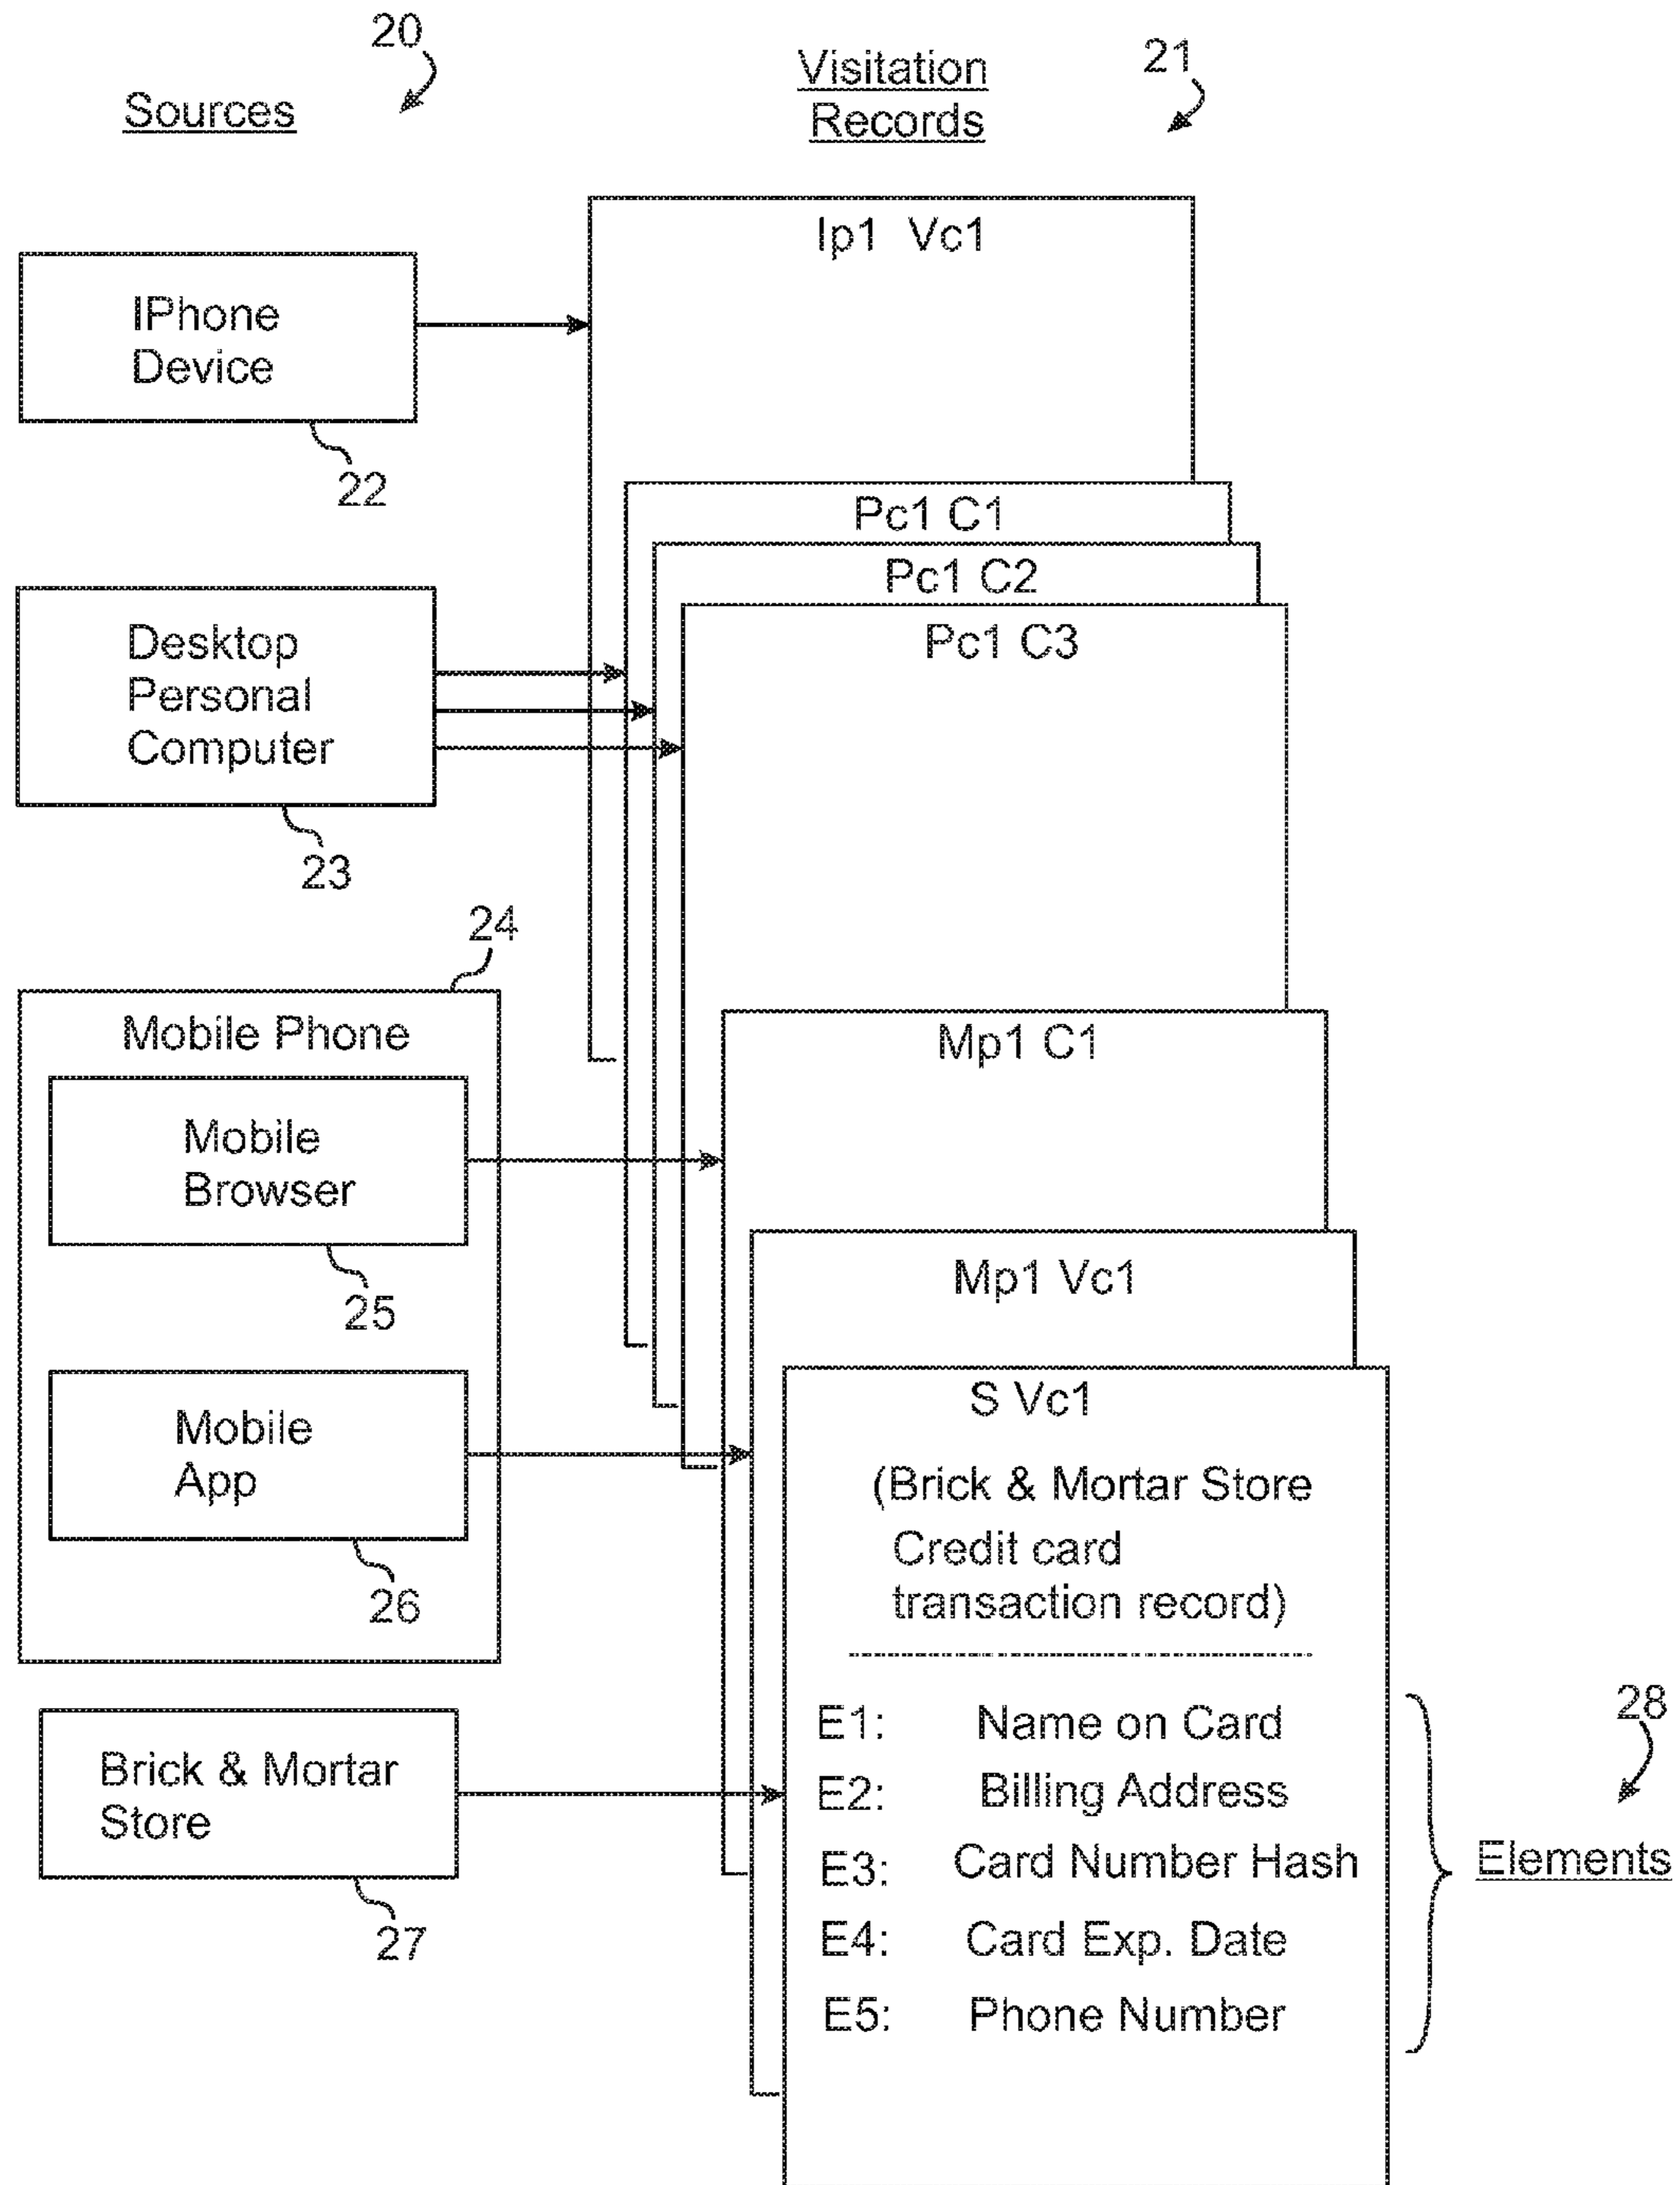 20
Sources
Visitation
Records
21
Ip1 Vc1
IPhone
Device
22
Pc1 C1
Pc1 C2
Pc1 C3
Desktop
Personal
Computer
23
24
Mobile Phone
Mp1 C1
Mobile
Browser
25
Mp1 Vc1
Mobile
App
26
S Vc1
(Brick & Mortar Store
Credit card
transaction record)
Brick & Mortar
Store
27
E1: Name on Card
E2: Billing Address
E3: Card Number Hash
E4: Card Exp. Date
E5: Phone Number
28
Elements